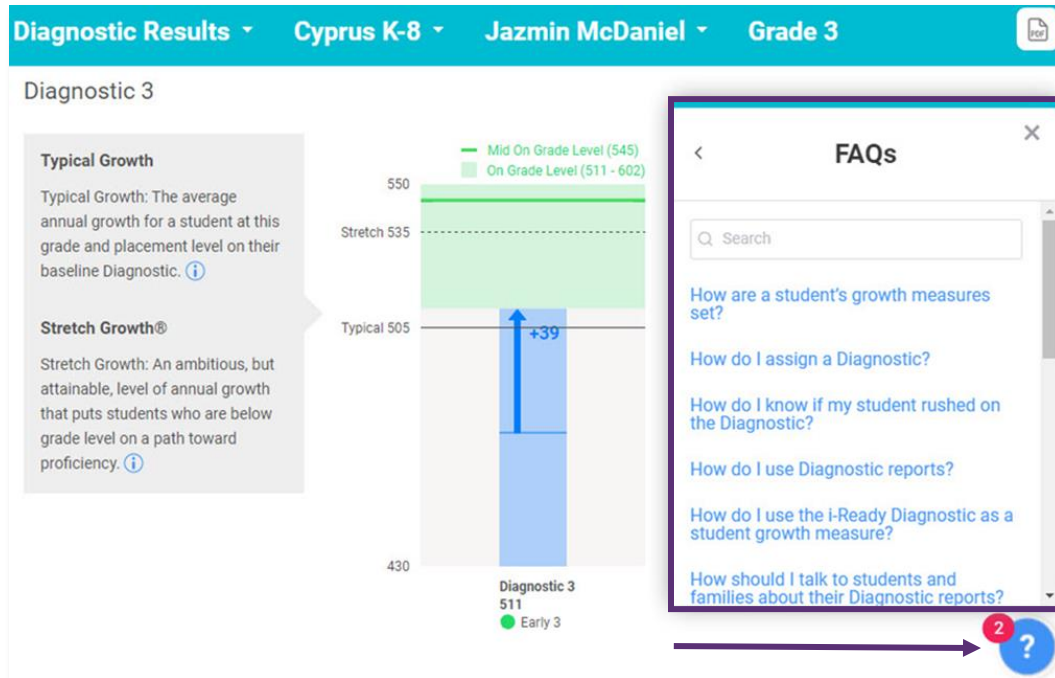 Diagnostic Results
Cyprus K-8
Jazmin McDaniel
Grade 3
PDF
Diagnostic 3
Typical Growth
Typical Growth: The average
annual growth for a student at this
grade and placement level on their
baseline Diagnostic. i
Stretch Growth®
Stretch Growth: An ambitious, but
attainable, level of annual growth
that puts students who are below
grade level on a path toward
proficiency. i
Mid On Grade Level (545)
On Grade Level (511 - 602)
550
Stretch 535
Typical 505
+39
430
Diagnostic 3
511
Early 3
FAQs
Search
How are a student's growth measures
set?
How do I assign a Diagnostic?
How do I know if my student rushed on
the Diagnostic?
How do I use Diagnostic reports?
How do I use the i-Ready Diagnostic as a
student growth measure?
How should I talk to students and
families about their Diagnostic reports?
2
?